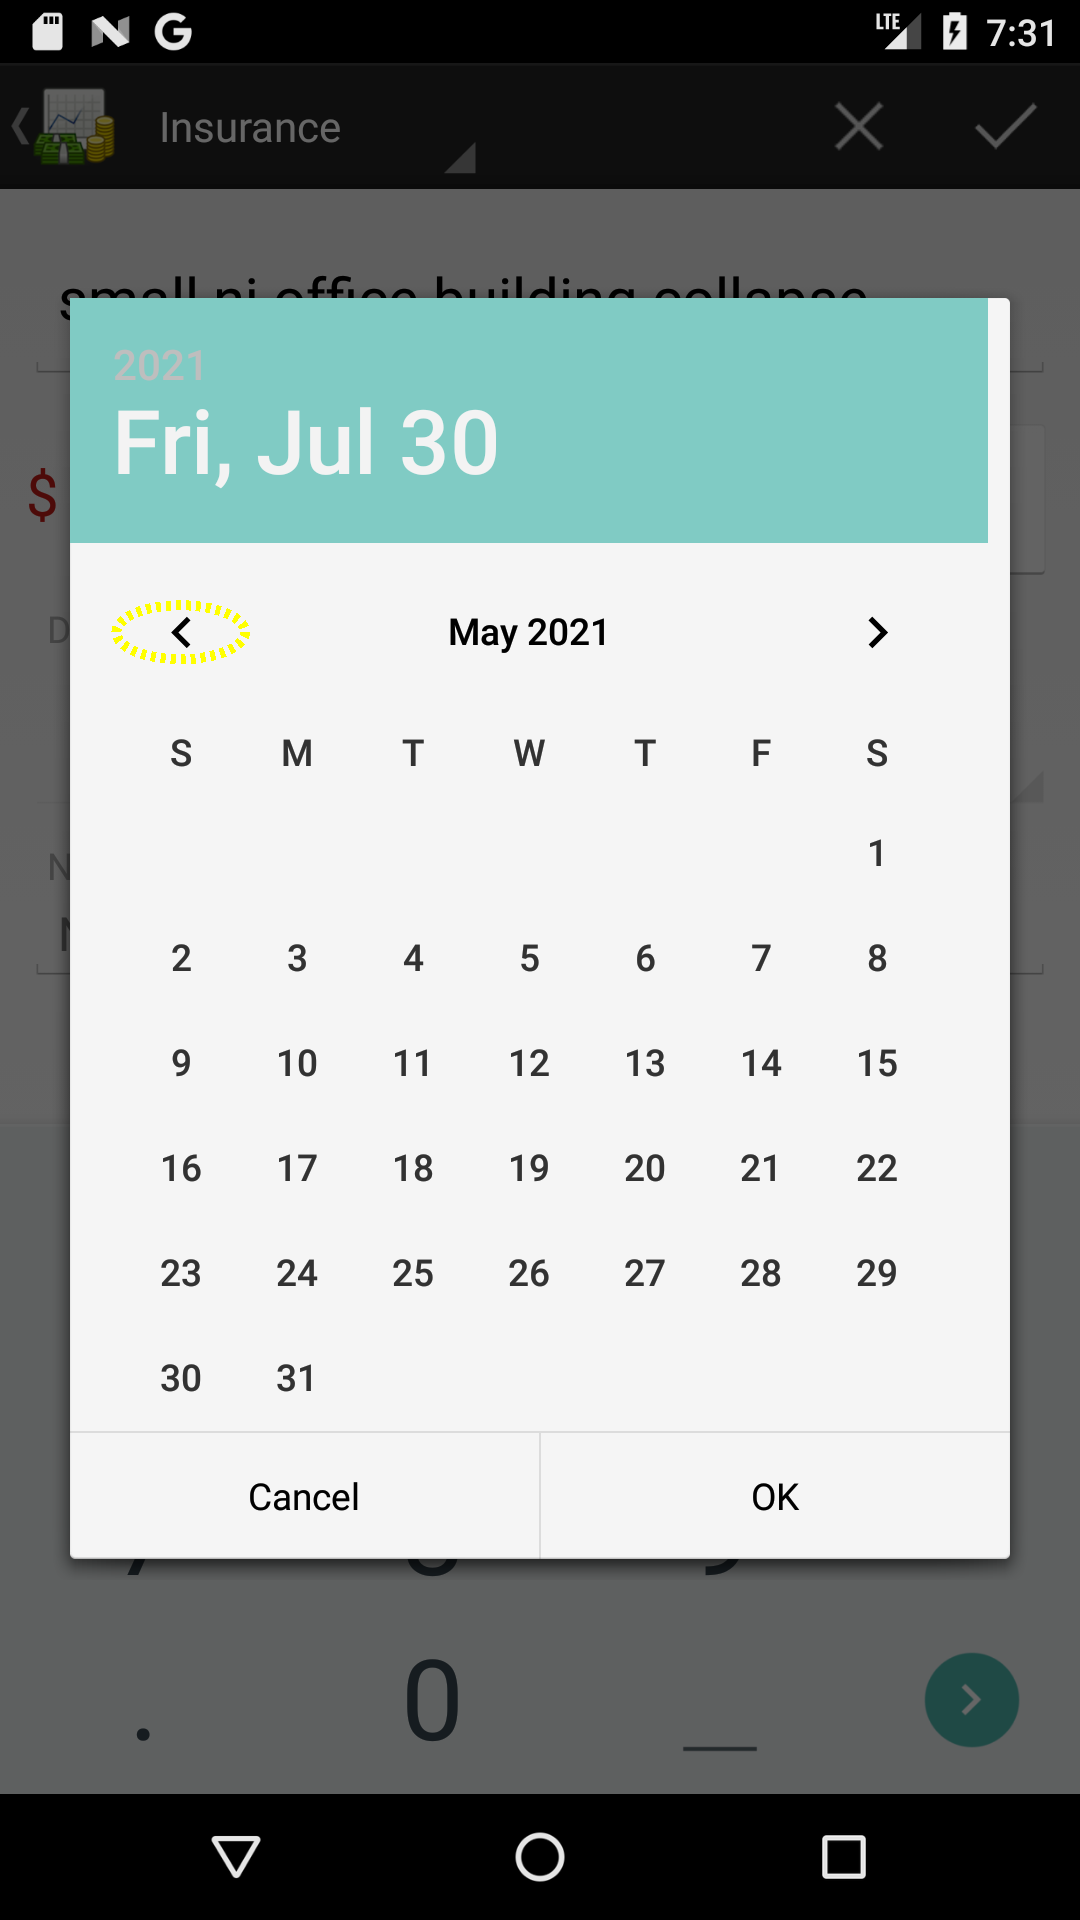 LTE 7:31
Insurance
small nj office building collapse
2021
Fri, Jul 30
$
May 2021
S M T W T F S
1
2 3 4 5 6 7 8
9 10 11 12 13 14 15
16 17 18 19 20 21 22
23 24 25 26 27 28 29
30 31
Cancel OK
. 0